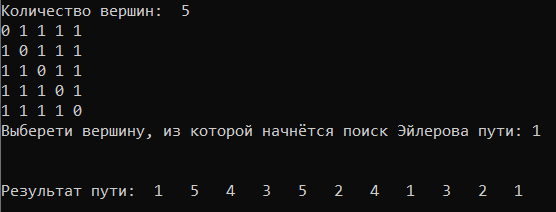 Количество вершин:  5
0 1 1 1 1
1 0 1 1 1
1 1 0 1 1
1 1 1 0 1
1 1 1 1 0
Выберети вершину, из которой начнётся поиск Эйлерова пути: 1
Результат пути:  1   5   4   3   5   2   4   1   3   2   1